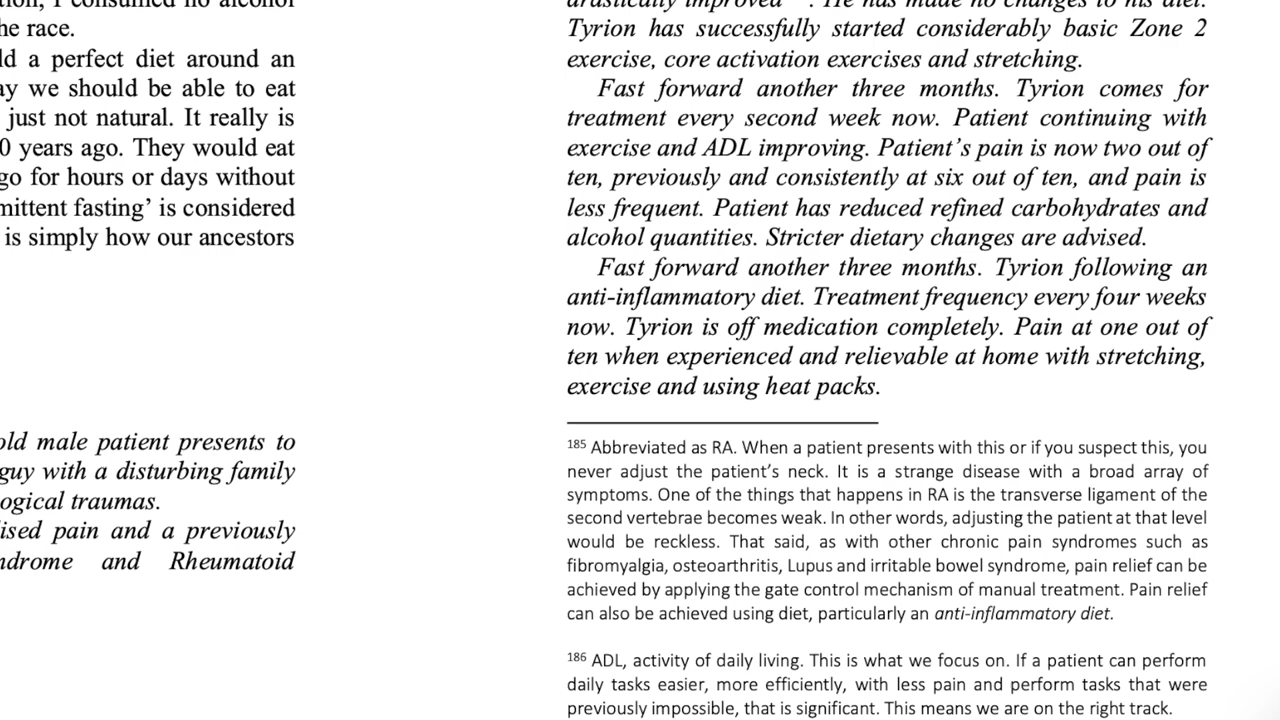 I consumed no alcohol
he race.
a perfect diet around an
we should be able to eat
just not natural. It really is
0 years ago. They would eat
go for hours or days without
mittent fasting’ is considered
is simply how our ancestors
old male patient presents to
guy with a disturbing family
ological traumas.
ised pain and a previously
ndrome and Rheumatoid
drastically improved . He has made no changes to his diet.
Tyrion has successfully started considerably basic Zone 2
exercise, core activation exercises and stretching.
Fast forward another three months. Tyrion comes for
treatment every second week now. Patient continuing with
exercise and ADL improving. Patient’s pain is now two out of
ten, previously and consistently at six out of ten, and pain is
less frequent. Patient has reduced refined carbohydrates and
alcohol quantities. Stricter dietary changes are advised.
Fast forward another three months. Tyrion following an
anti-inflammatory diet. Treatment frequency every four weeks
now. Tyrion is off medication completely. Pain at one out of
ten when experienced and relievable at home with stretching,
exercise and using heat packs.
185 Abbreviated as RA. When a patient presents with this or if you suspect this, you
never adjust the patient’s neck. It is a strange disease with a broad array of
symptoms. One of the things that happens in RA is the transverse ligament of the
second vertebrae becomes weak. In other words, adjusting the patient at that level
would be reckless. That said, as with other chronic pain syndromes such as
fibromyalgia, osteoarthritis, Lupus and irritable bowel syndrome, pain relief can be
achieved by applying the gate control mechanism of manual treatment. Pain relief
can also be achieved using diet, particularly an anti-inflammatory diet.
186 ADL, activity of daily living. This is what we focus on. If a patient can perform
daily tasks easier, more efficiently, with less pain and perform tasks that were
previously impossible, that is significant. This means we are on the right track.